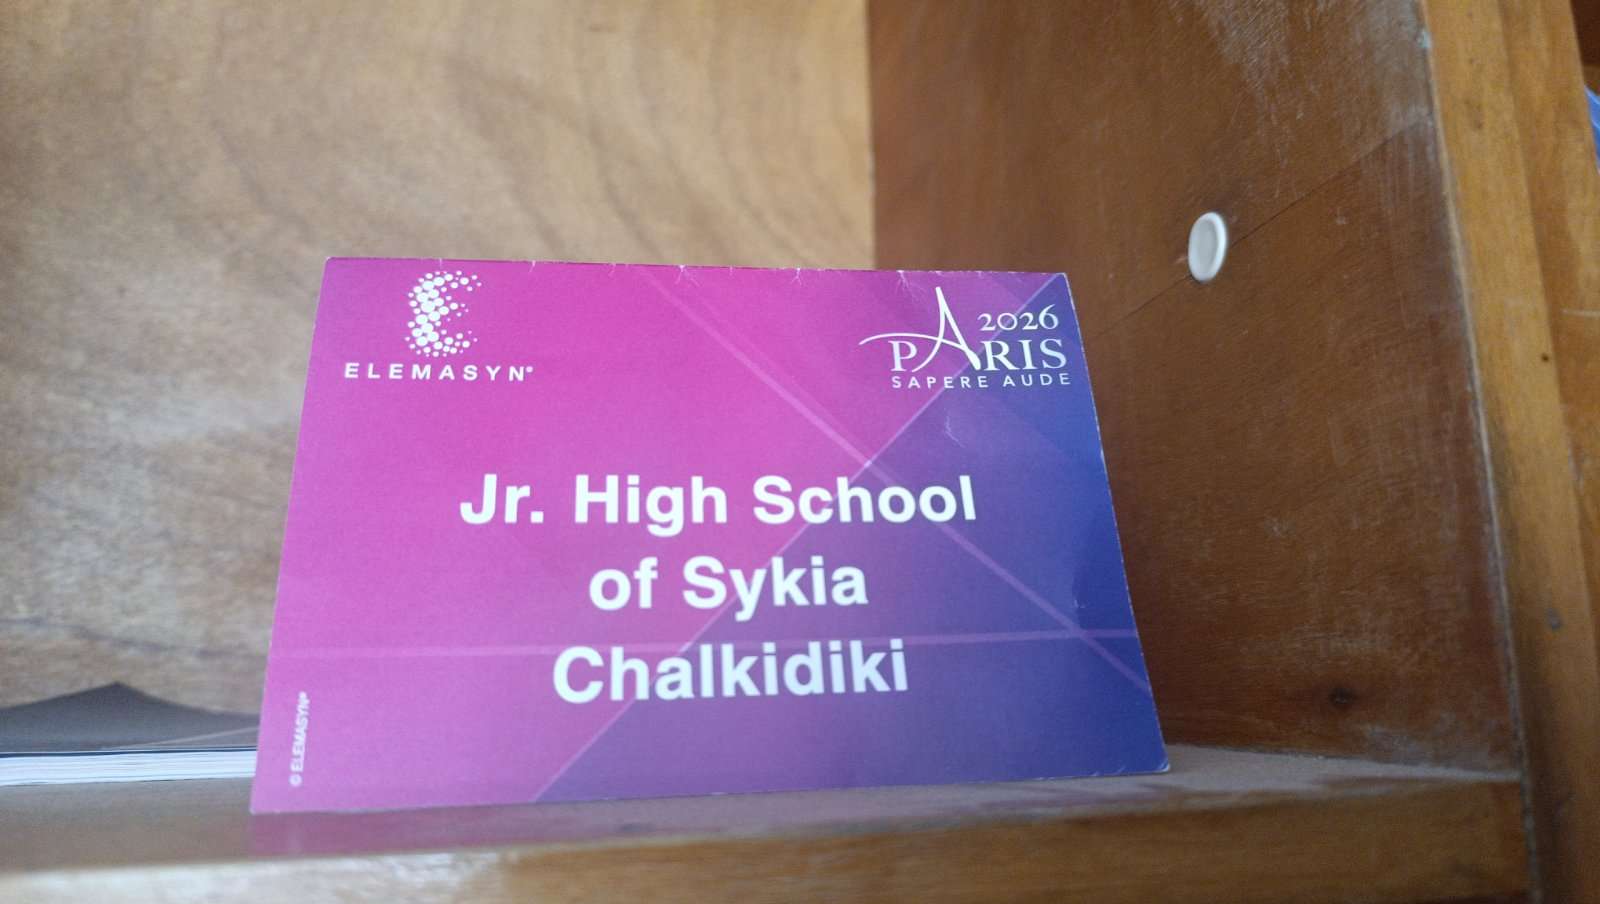 ELEMASYN®
2026
PARIS
SAPERE AUDE
Jr. High School
of Sykia
Chalkidiki
© ELEMASYN®